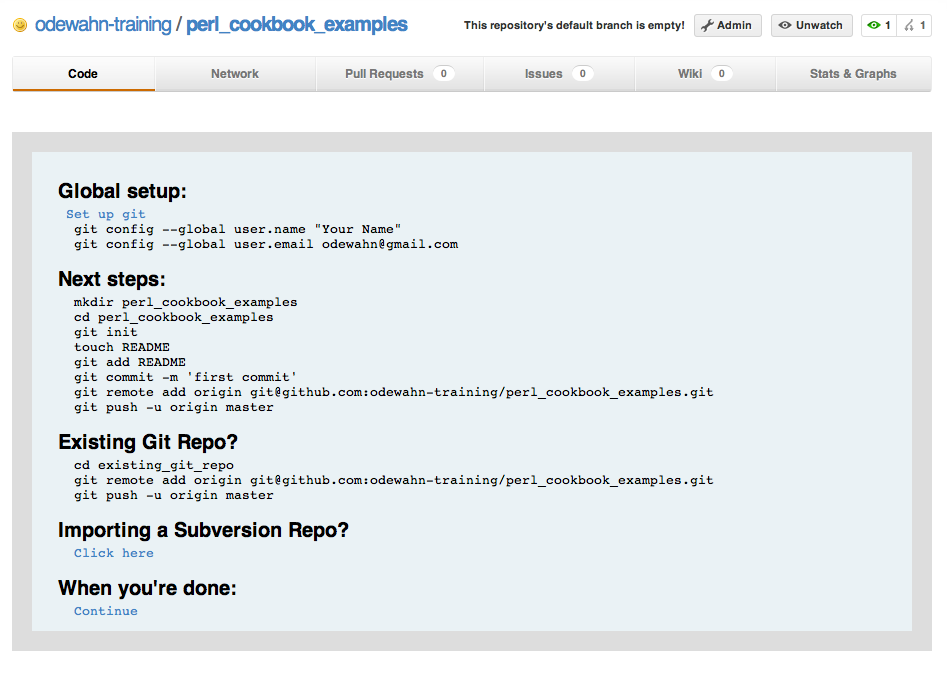 odewahn-training / perl_cookbook_examples This repository's default branch is empty! Admin Unwatch 1 1
Code Network Pull Requests 0 Issues 0 Wiki 0 Stats & Graphs
Global setup:
Set up git
git config --global user.name "Your Name"
git config --global user.email odewahn@gmail.com
Next steps:
mkdir perl_cookbook_examples
cd perl_cookbook_examples
git init
touch README
git add README
git commit -m 'first commit'
git remote add origin git@github.com:odewahn-training/perl_cookbook_examples.git
git push -u origin master
Existing Git Repo?
cd existing_git_repo
git remote add origin git@github.com:odewahn-training/perl_cookbook_examples.git
git push -u origin master
Importing a Subversion Repo?
Click here
When you're done:
Continue